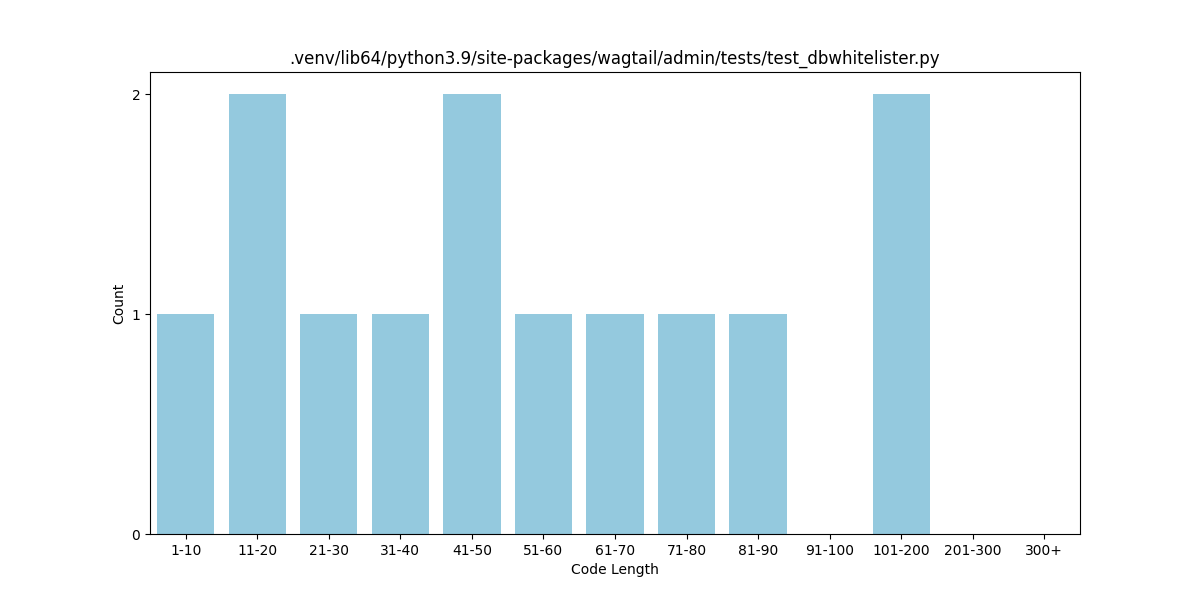 .venv/lib64/python3.9/site-packages/wagtail/admin/tests/test_dbwhitelister.py
2
1
0
Count
1-10 11-20 21-30 31-40 41-50 51-60 61-70 71-80 81-90 91-100 101-200 201-300 300+
Code Length